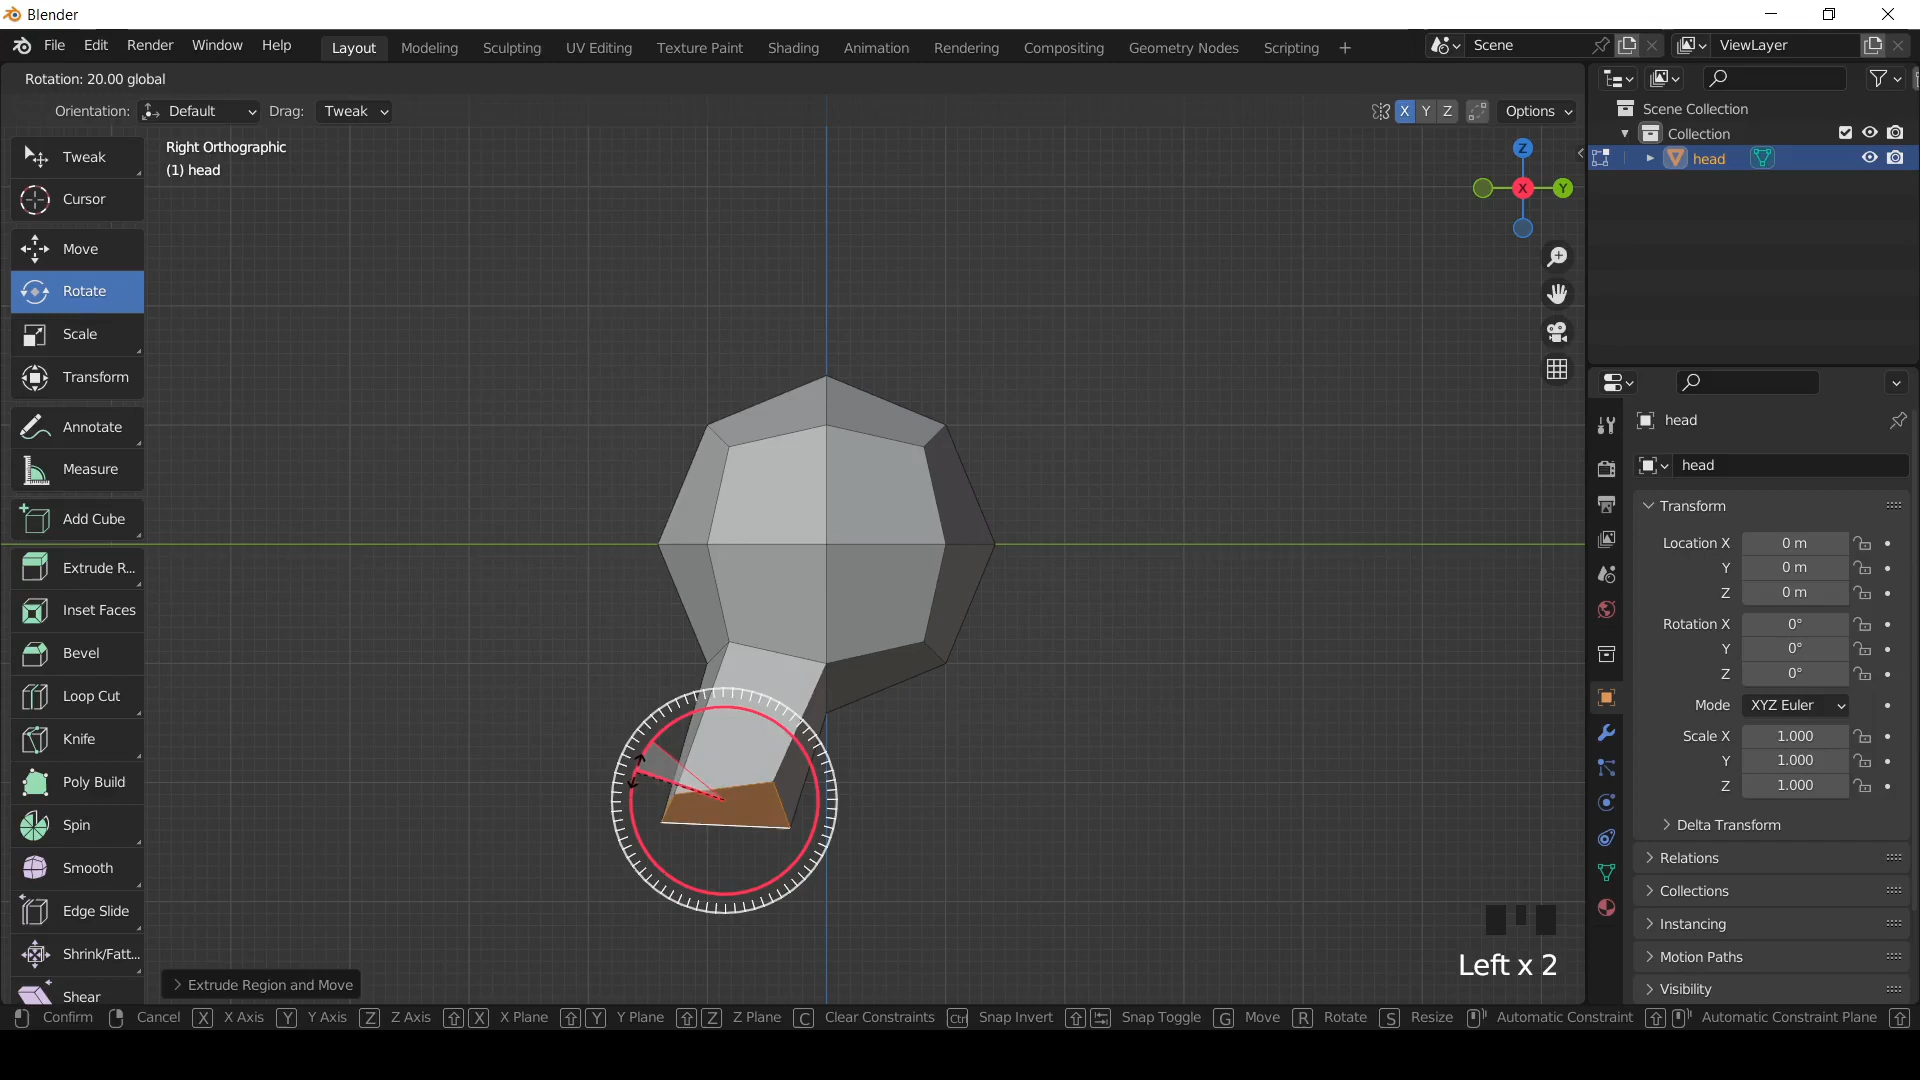 Blender
File Edit Render Window Help Layout Modeling Sculpting UV Editing Texture Paint Shading Animation Rendering Compositing Geometry Nodes Scripting + Scene ViewLayer
Rotation: 20.00 global
Orientation: Default Drag: Tweak X Y Z Options
Right Orthographic
(1) head
Z
X
Y
Tweak
Cursor
Move
Rotate
Scale
Transform
Annotate
Measure
Add Cube
Extrude R...
Inset Faces
Bevel
Loop Cut
Knife
Poly Build
Spin
Smooth
Edge Slide
Shrink/Fatt...
Shear
Extrude Region and Move
Left x 2
Scene Collection
Collection
head
head
head
Transform
Location X 0 m
Y 0 m
Z 0 m
Rotation X 0°
Y 0°
Z 0°
Mode XYZ Euler
Scale X 1.000
Y 1.000
Z 1.000
Delta Transform
Relations
Collections
Instancing
Motion Paths
Visibility
Confirm Cancel X X Axis Y Y Axis Z Z Axis X X Plane Y Y Plane Z Z Plane C Clear Constraints Ctrl Snap Invert Snap Toggle G Move R Rotate S Resize Automatic Constraint Automatic Constraint Plane